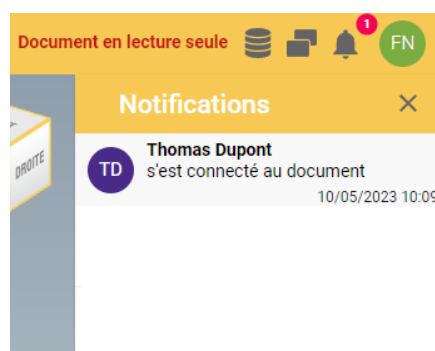 Document en lecture seule
1
FN
Notifications
DROITE
TD
Thomas Dupont
s'est connecté au document
10/05/2023 10:09